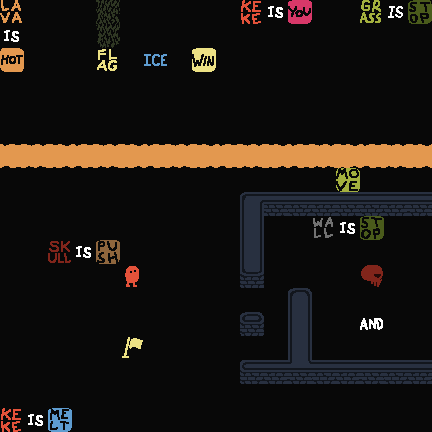 LAVA KEKE IS YOU GRASS IS STOP
IS
HOT FLAG ICE WIN
MOVE
WALL IS STOP
SKULL IS PUSH
AND
KEKE IS MELT